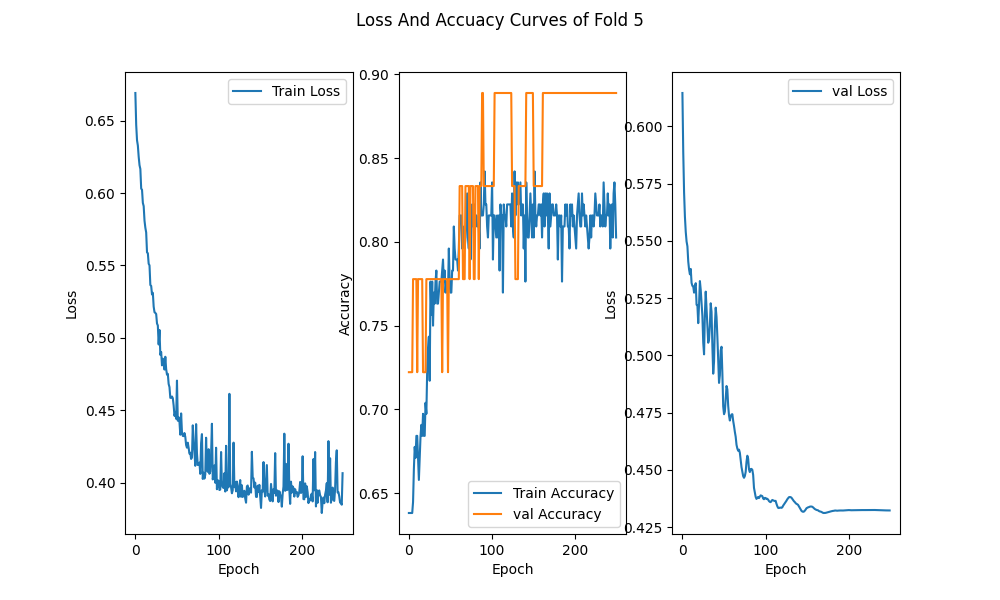 Loss And Accuacy Curves of Fold 5
Train Loss
0.65
0.60
0.55
0.50
0.45
0.40
Loss
0
100
200
Epoch
0.90
0.85
0.80
0.75
0.70
0.65
Accuracy
Train Accuracy
val Accuracy
0
100
200
Epoch
val Loss
0.600
0.575
0.550
0.525
0.500
0.475
0.450
0.425
Loss
0
100
200
Epoch